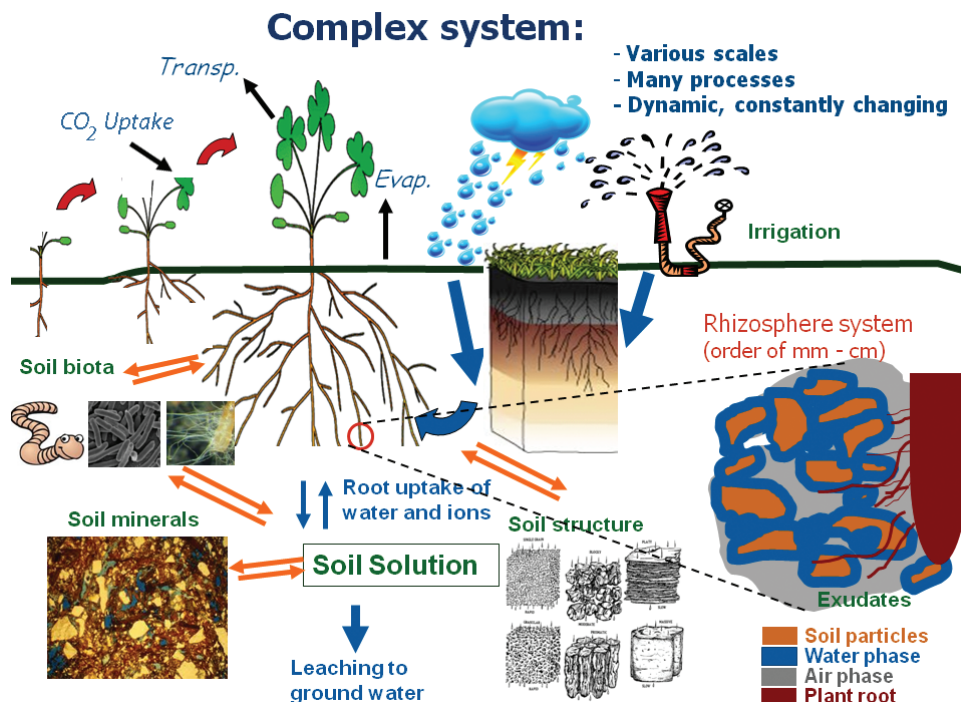 Complex system:
- Various scales
- Many processes
- Dynamic, constantly changing
Transp.
CO2 Uptake
Evap.
Irrigation
Rhizosphere system
(order of mm - cm)
Soil biota
Root uptake of
water and ions
Soil minerals
Soil structure
Soil Solution
Exudates
Leaching to
ground water
Soil particles
Water phase
Air phase
Plant root